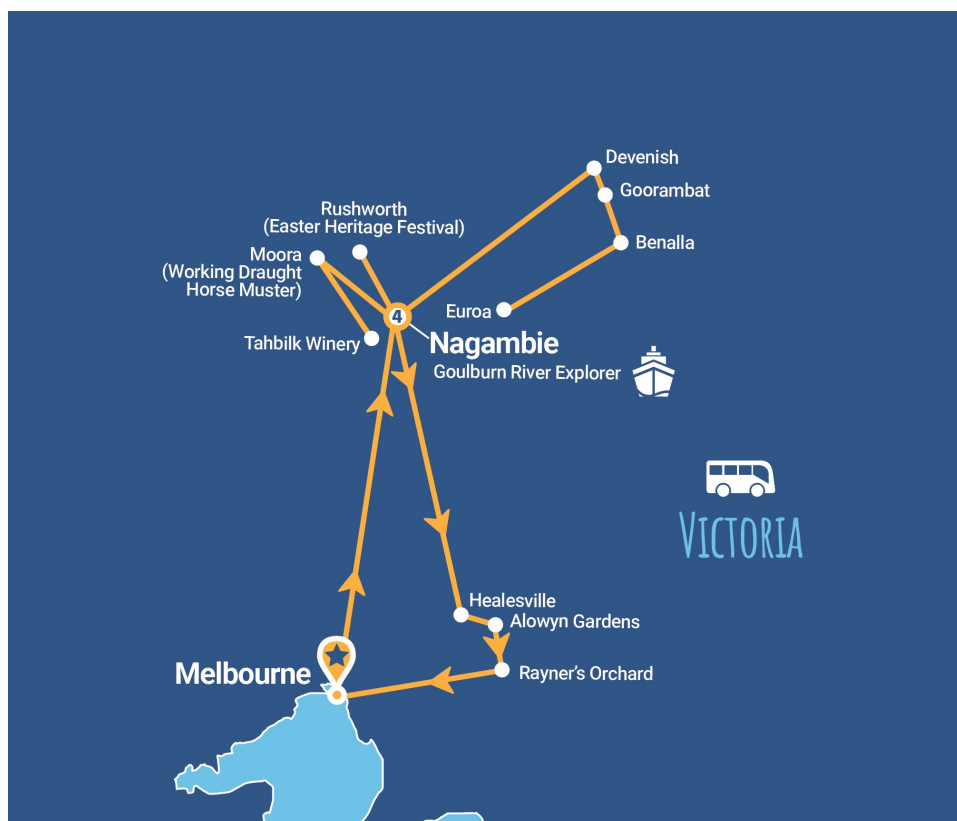 Devenish
Goorambat
Rushworth
(Easter Heritage Festival)
Benalla
Moora
(Working Draught
Horse Muster)
Euroa
4
Tahbilk Winery
Nagambie
Goulburn River Explorer
VICTORIA
Healesville
Alowyn Gardens
Melbourne
Rayner’s Orchard